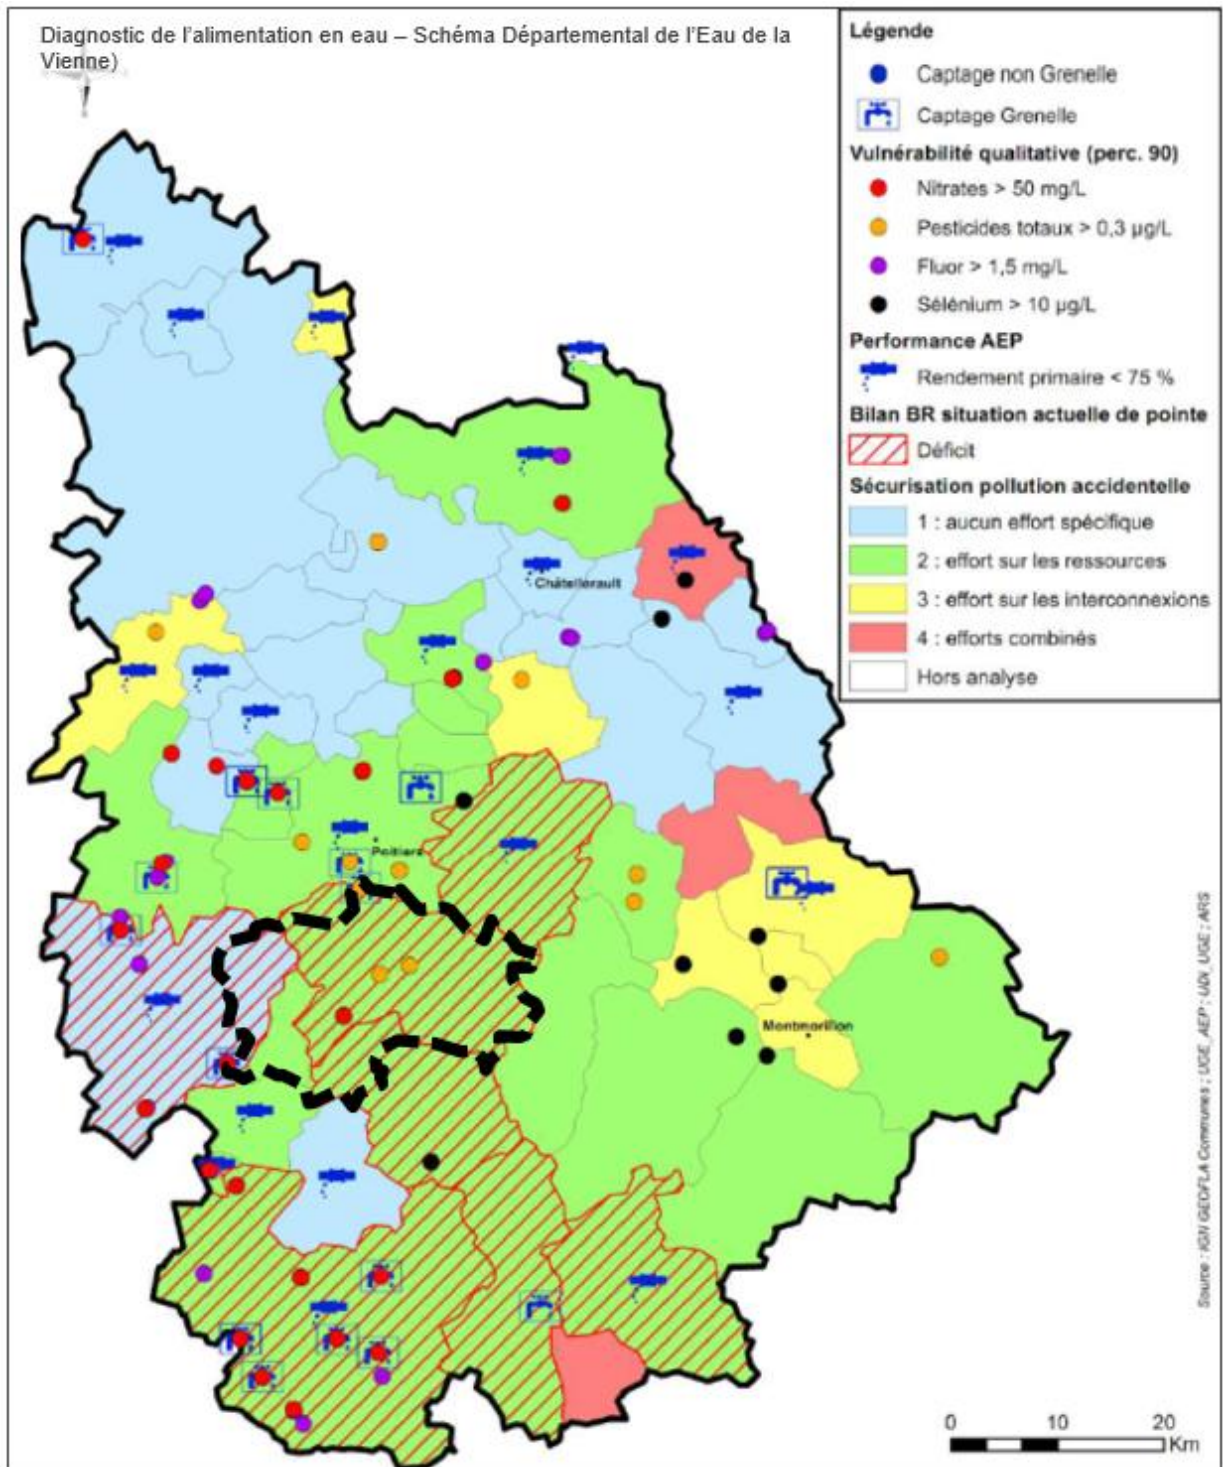 Diagnostic de l'alimentation en eau – Schéma Départemental de l'Eau de la
Vienne)
Légende
Captage non Grenelle
Captage Grenelle
Vulnérabilité qualitative (perc. 90)
Nitrates > 50 mg/L
Pesticides totaux > 0,3 µg/L
Fluor > 1,5 mg/L
Sélénium > 10 µg/L
Performance AEP
Rendement primaire < 75 %
Bilan BR situation actuelle de pointe
Déficit
Sécurisation pollution accidentelle
1 : aucun effort spécifique
2 : effort sur les ressources
3 : effort sur les interconnexions
4 : efforts combinés
Hors analyse
Châtellerault
Poitiers
Montmorillon
Source : IGN GEOFLA Communes ; UGE_AEP ; UDI_UGE ; ARS
0 10 20
Km